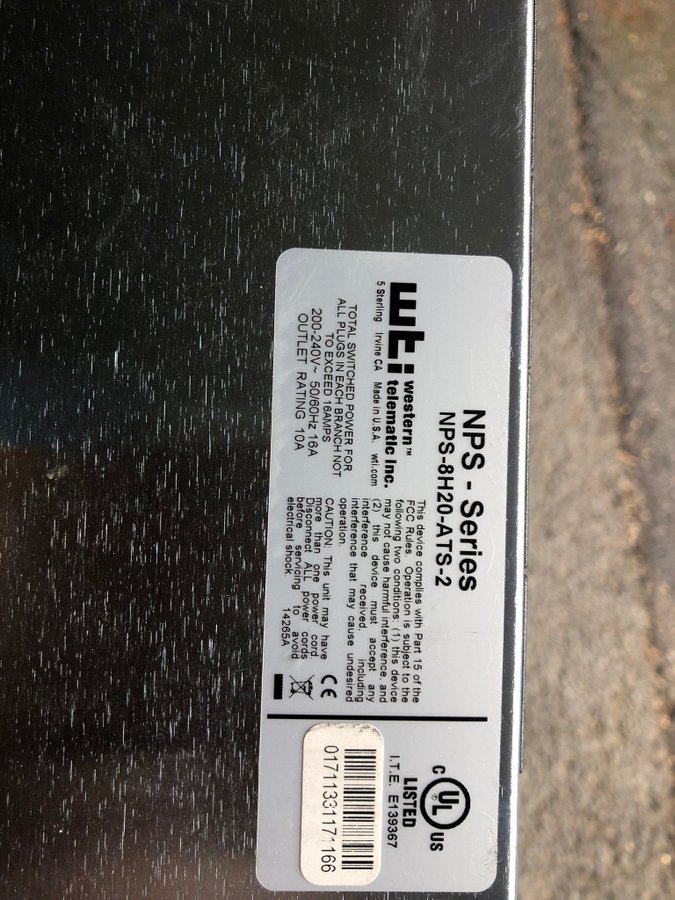 NPS - Series
NPS-8H20-ATS-2
wti western™
telematic inc.
5 Sterling Irvine CA Made in U.S.A. wti.com
TOTAL SWITCHED POWER FOR
ALL PLUGS IN EACH BRANCH NOT
TO EXCEED 16AMPS
200-240V~ 50/60Hz 16A
OUTLET RATING 10A
This device complies with Part 15 of the
FCC Rules. Operation is subject to the
following two conditions: (1) this device
may not cause harmful interference, and
(2) this device must accept any
interference received, including
interference that may cause undesired
operation.
CAUTION: This unit may have
more than one power cord.
Disconnect ALL power cords
before servicing to avoid
electrical shock.
14265A
CE
C UL US
LISTED
I.T.E. E139367
01711331171166